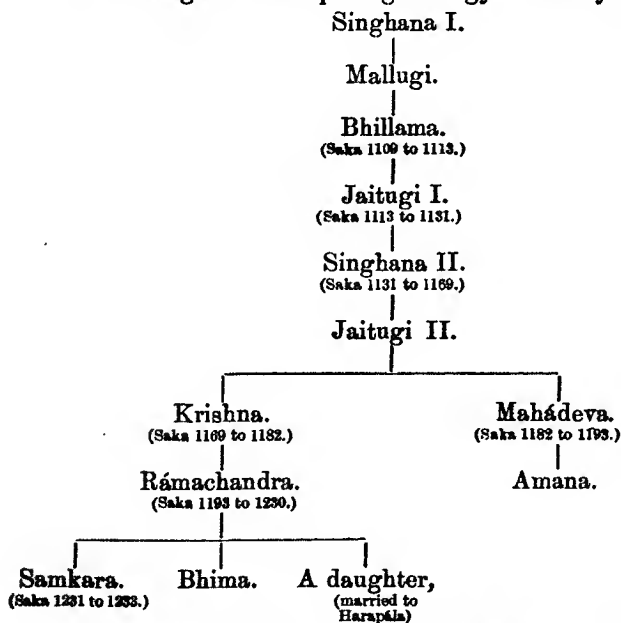 Singhana I.
Mallugi.
Bhillama.
(Saka 1109 to 1113.)
Jaitugi I.
(Saka 1113 to 1131.)
Singhana II.
(Saka 1131 to 1169.)
Jaitugi II.
Krishna. Mahádeva.
(Saka 1169 to 1182.) (Saka 1182 to 1193.)
Rámachandra. Amana.
(Saka 1193 to 1230.)
Samkara. Bhima. A daughter,
(Saka 1231 to 1233.) (married to
Harapála)